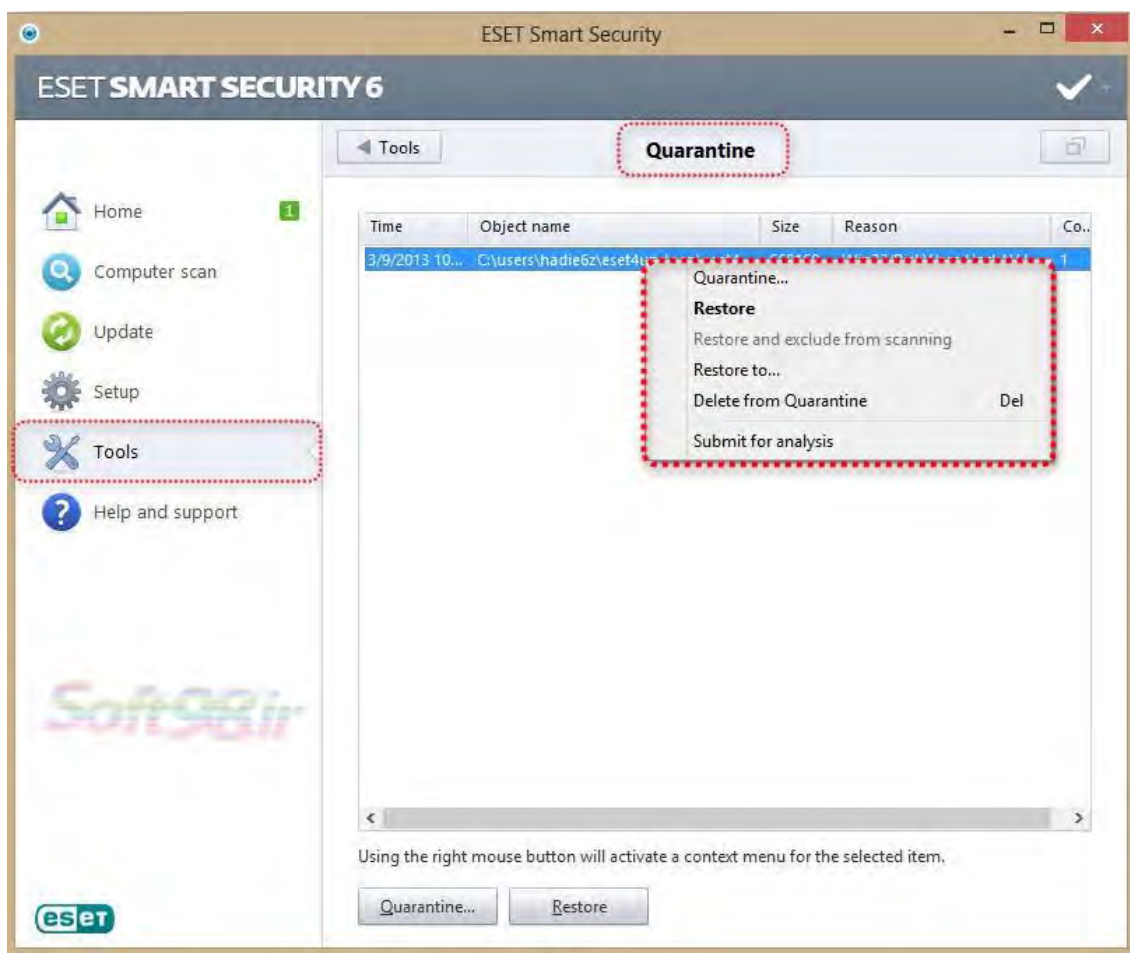 ESET Smart Security
ESET SMART SECURITY 6
Tools
Quarantine
Home 1
Computer scan
Update
Setup
Tools
Help and support
Time Object name Size Reason Co..
3/9/2013 10... C:\users\hadie6z\eset4u 1
Quarantine...
Restore
Restore and exclude from scanning
Restore to...
Delete from Quarantine Del
Submit for analysis
Soft98.ir
Using the right mouse button will activate a context menu for the selected item.
Quarantine... Restore
eseT